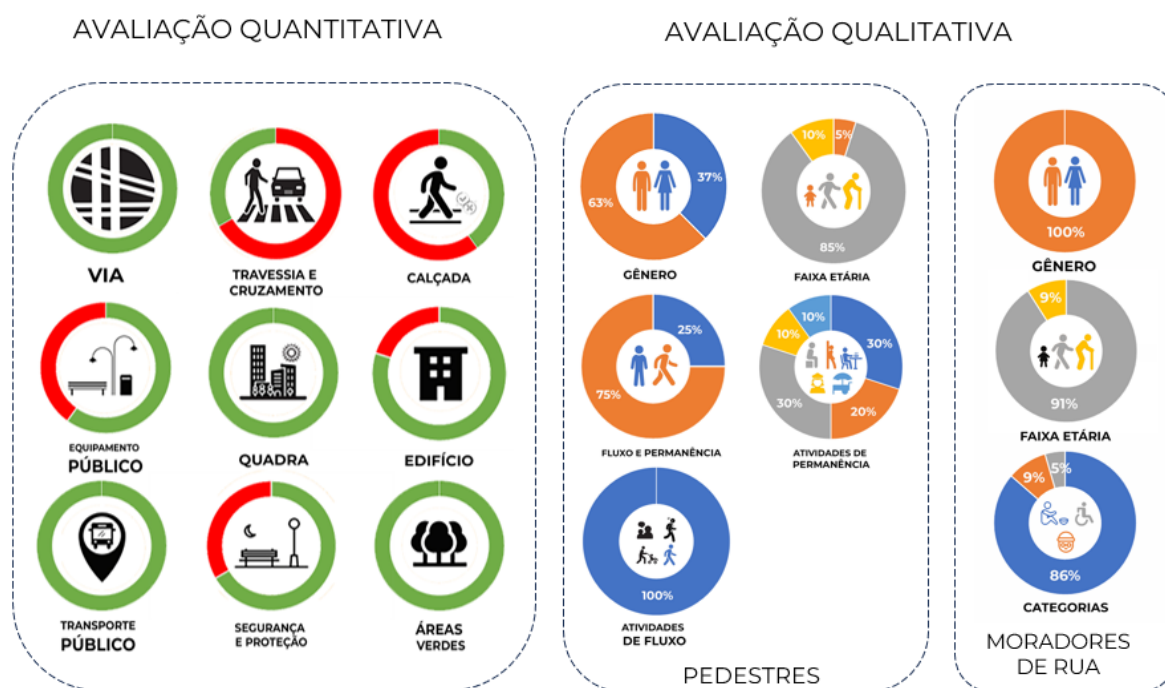 AVALIAÇÃO QUANTITATIVA
VIA
TRAVESSIA E
CRUZAMENTO
CALÇADA
EQUIPAMENTO
PÚBLICO
QUADRA
EDIFÍCIO
TRANSPORTE
PÚBLICO
SEGURANÇA
E PROTEÇÃO
ÁREAS
VERDES
AVALIAÇÃO QUALITATIVA
37%
63%
GÊNERO
10%
5%
85%
FAIXA ETÁRIA
25%
75%
FLUXO E PERMANÊNCIA
10%
10%
30%
30%
20%
ATIVIDADES DE
PERMANÊNCIA
100%
ATIVIDADES
DE FLUXO
PEDESTRES
100%
GÊNERO
9%
91%
FAIXA ETÁRIA
9%
5%
86%
CATEGORIAS
MORADORES
DE RUA